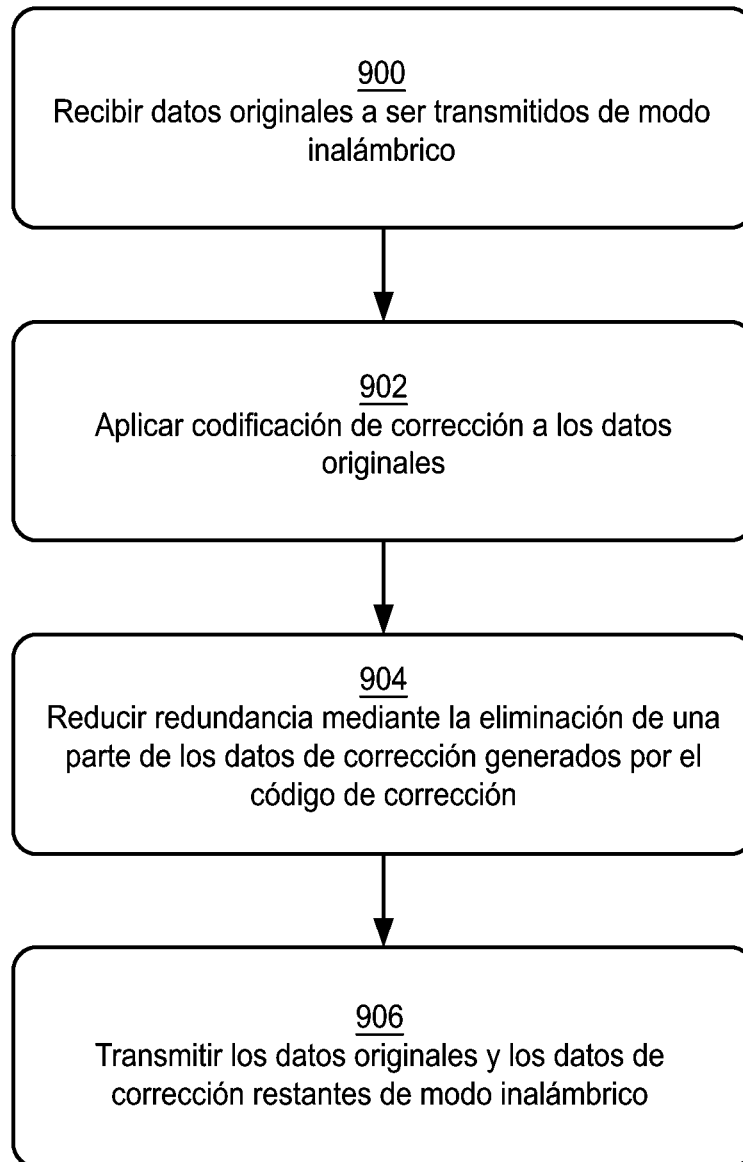 900
Recibir datos originales a ser transmitidos de modo
inalámbrico
902
Aplicar codificación de corrección a los datos
originales
904
Reducir redundancia mediante la eliminación de una
parte de los datos de corrección generados por el
código de corrección
906
Transmitir los datos originales y los datos de
corrección restantes de modo inalámbrico